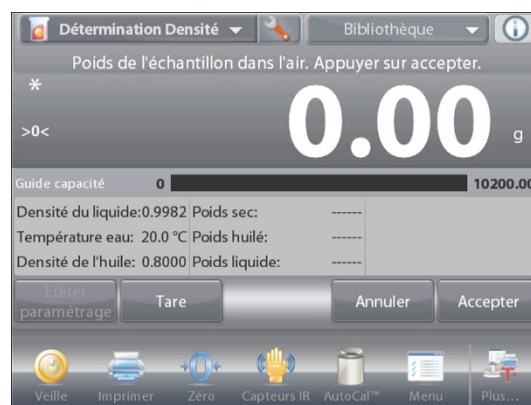 Détermination Densité Bibliothèque
Poids de l'échantillon dans l'air. Appuyer sur accepter.
*
>0<
0.00 g
Guide capacité 0 10200.00
Densité du liquide:0.9982 Poids sec: ------
Température eau: 20.0 °C Poids huilé: ------
Densité de l'huile: 0.8000 Poids liquide: ------
Editer paramétrage Tare Annuler Accepter
Veille Imprimer Zéro Capteurs IR AutoCal™ Menu Plus...